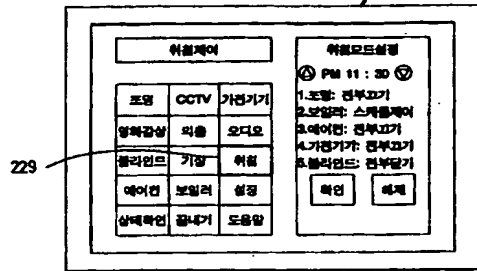 취침제어
조명 CCTV 가전기기
영화감상 외출 오디오
블라인드 기상 취침
에어컨 보일러 설정
상태확인 끝내기 도움말
취침모드설정
PM 11 : 30
1.조명: 전부끄기
2.보일러: 스케줄제어
3.에어컨: 전부끄기
4.가전기기: 전부끄기
5.블라인드: 전부닫기
확인 해제
229